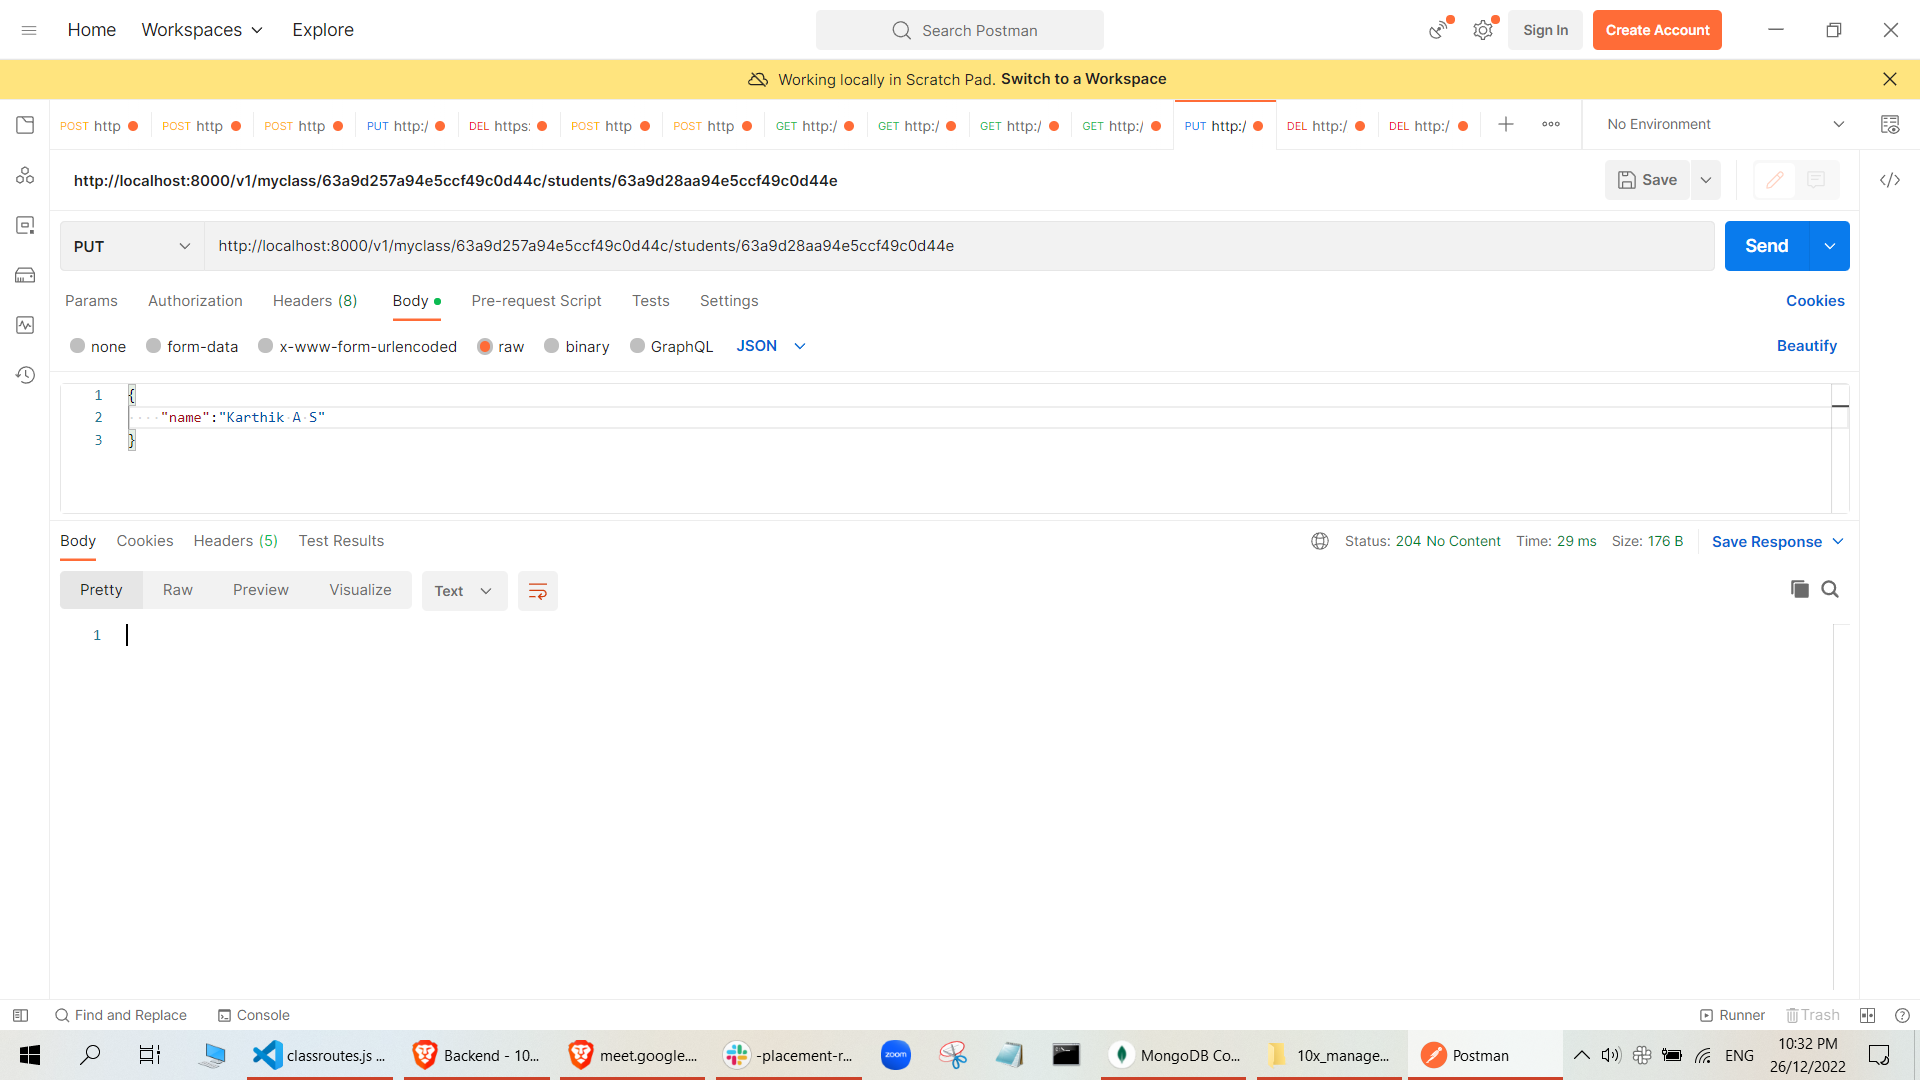 Home Workspaces Explore Search Postman Sign In Create Account
Working locally in Scratch Pad. Switch to a Workspace
POST http POST http POST http PUT http:/ DEL https: POST http POST http GET http:/ GET http:/ GET http:/ GET http:/ PUT http:/ DEL http:/ DEL http:/ No Environment
http://localhost:8000/v1/myclass/63a9d257a94e5ccf49c0d44c/students/63a9d28aa94e5ccf49c0d44e Save
PUT http://localhost:8000/v1/myclass/63a9d257a94e5ccf49c0d44c/students/63a9d28aa94e5ccf49c0d44e Send
Params Authorization Headers (8) Body Pre-request Script Tests Settings Cookies
none form-data x-www-form-urlencoded raw binary GraphQL JSON Beautify
1 {
2 "name":"Karthik A S"
3 }
Body Cookies Headers (5) Test Results Status: 204 No Content Time: 29 ms Size: 176 B Save Response
Pretty Raw Preview Visualize Text
1
Find and Replace Console Runner Trash
classroutes.js ... Backend - 10... meet.google.... -placement-r... zoom MongoDB Co... 10x_manage... Postman ENG 10:32 PM
26/12/2022